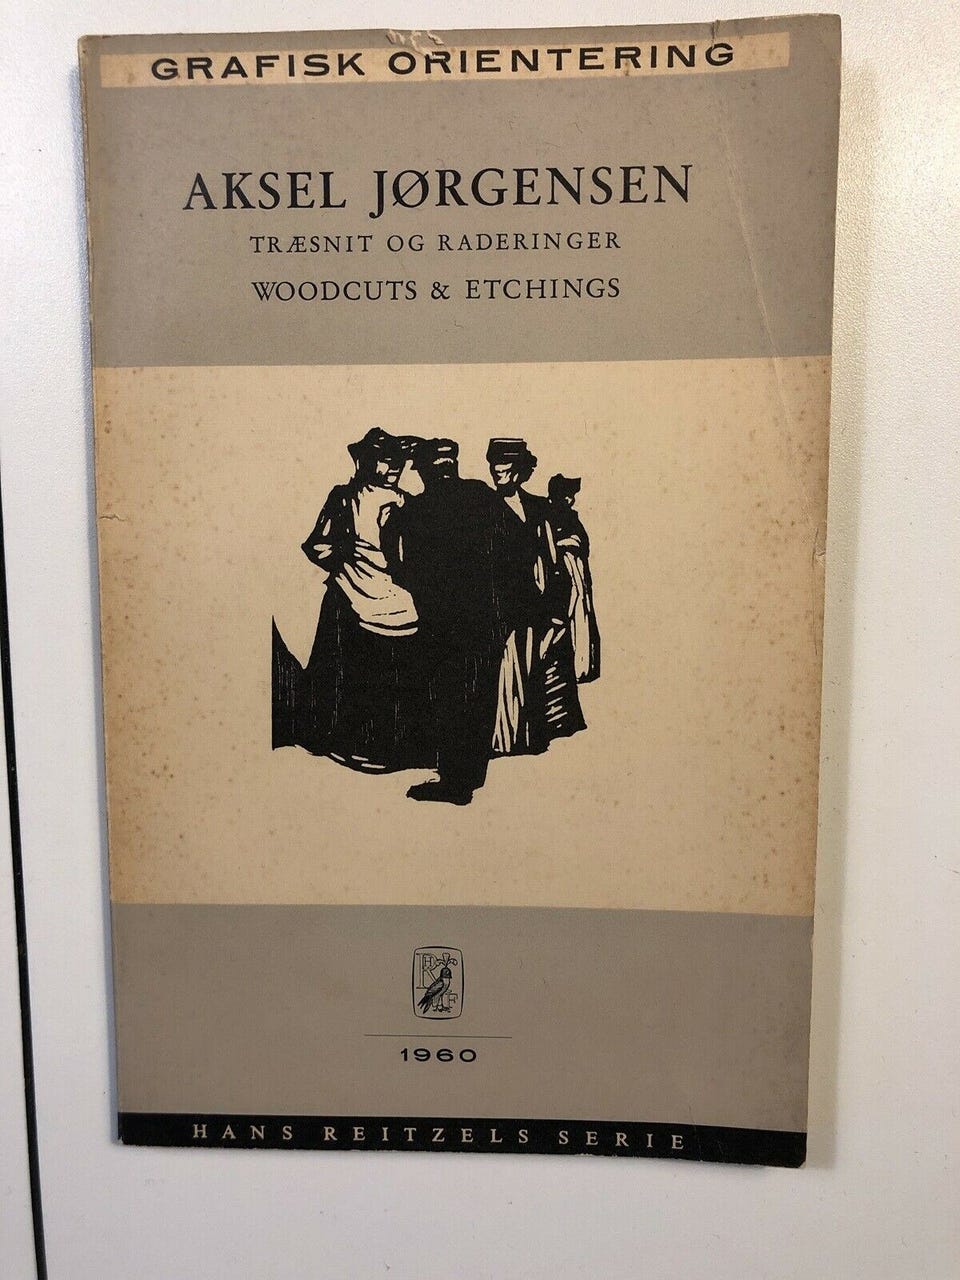 GRAFISK ORIENTERING
AKSEL JØRGENSEN
TRÆSNIT OG RADERINGER
WOODCUTS & ETCHINGS
1960
HANS REITZELS SERIE